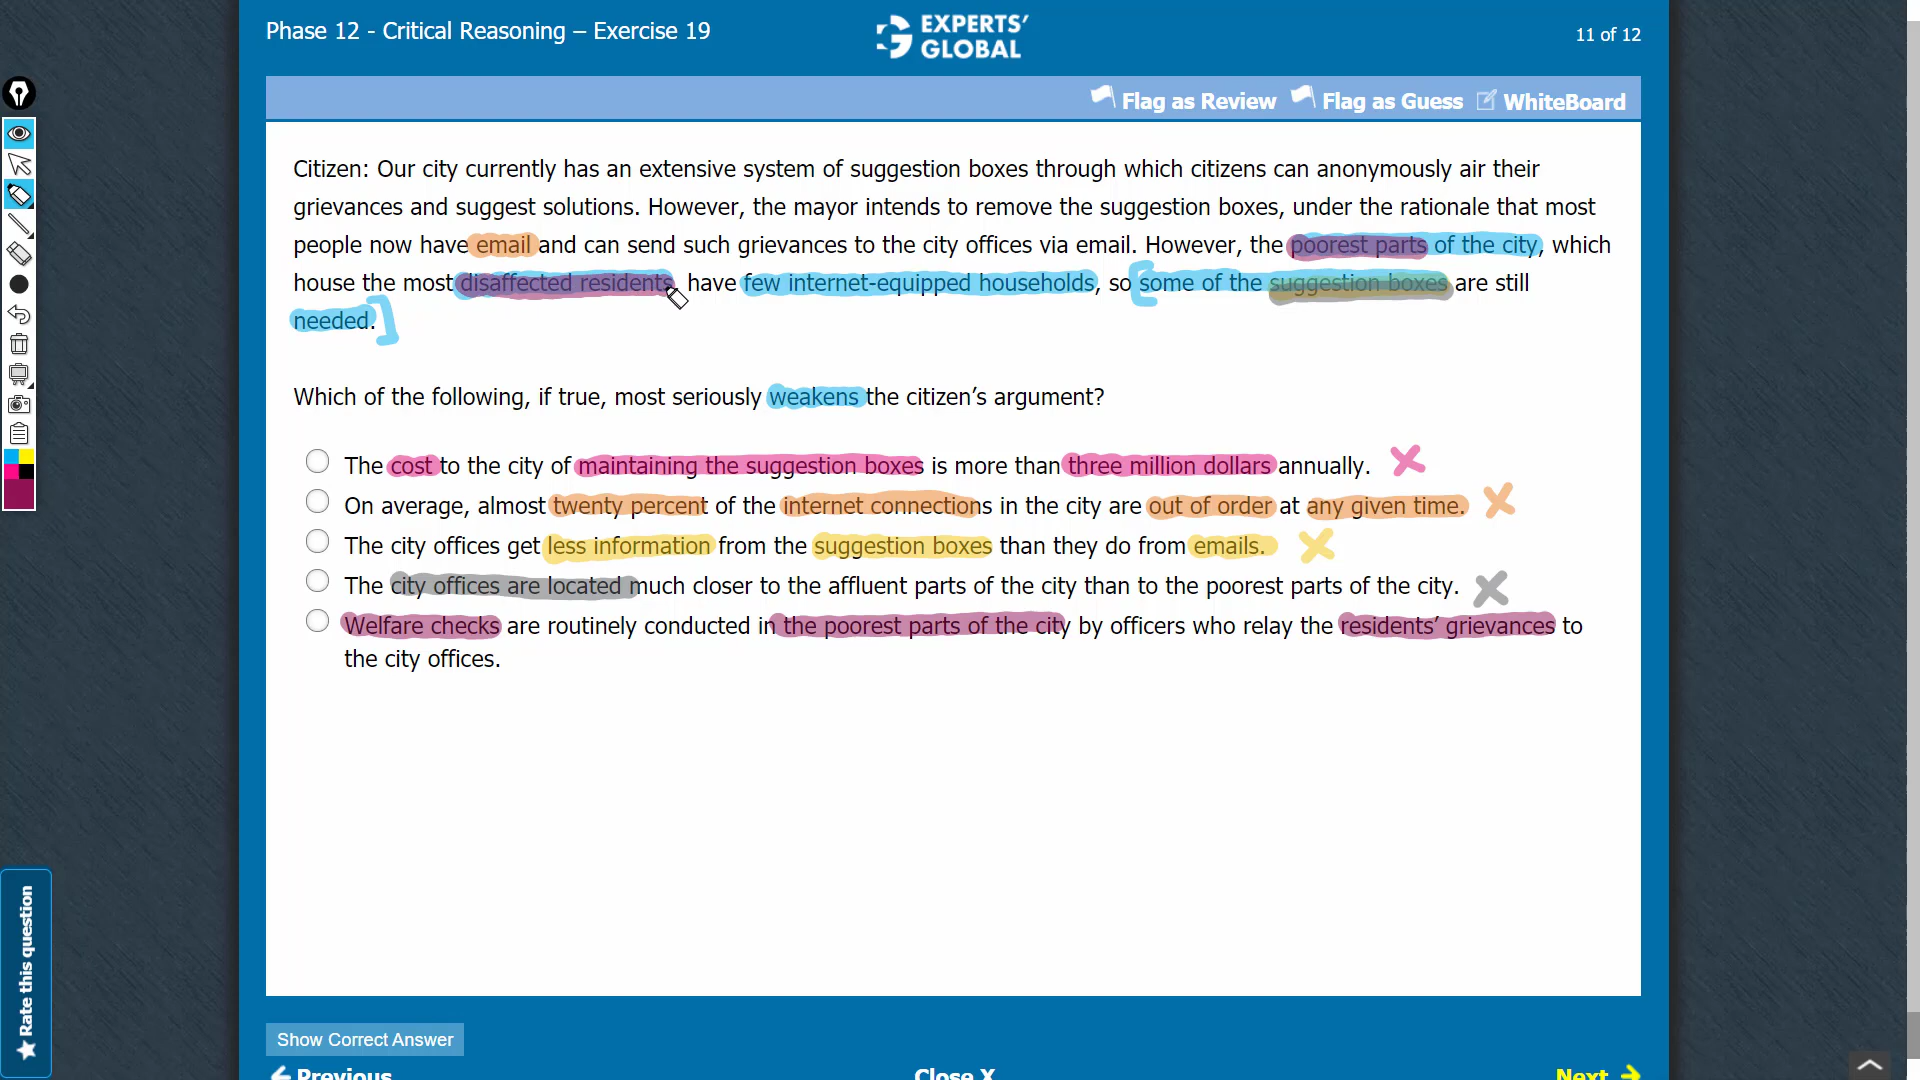 Phase 12 - Critical Reasoning – Exercise 19
EXPERTS’
GLOBAL
11 of 12
Flag as Review
Flag as Guess
WhiteBoard
Citizen: Our city currently has an extensive system of suggestion boxes through which citizens can anonymously air their
grievances and suggest solutions. However, the mayor intends to remove the suggestion boxes, under the rationale that most
people now have email and can send such grievances to the city offices via email. However, the poorest parts of the city, which
house the most disaffected residents, have few internet-equipped households, so some of the suggestion boxes are still
needed.
Which of the following, if true, most seriously weakens the citizen’s argument?
The cost to the city of maintaining the suggestion boxes is more than three million dollars annually.
On average, almost twenty percent of the internet connections in the city are out of order at any given time.
The city offices get less information from the suggestion boxes than they do from emails.
The city offices are located much closer to the affluent parts of the city than to the poorest parts of the city.
Welfare checks are routinely conducted in the poorest parts of the city by officers who relay the residents’ grievances to
the city offices.
Rate this question
Show Correct Answer
Previous
Close X
Next